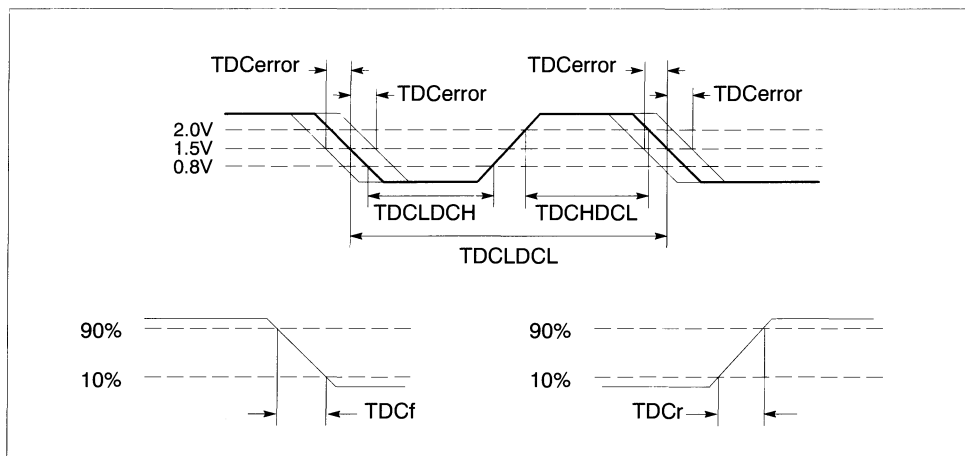 TDCerror
TDCerror
TDCerror
TDCerror
2.0V
1.5V
0.8V
TDCLDCH
TDCHDCL
TDCLDCL
90%
10%
TDCf
90%
10%
TDCr